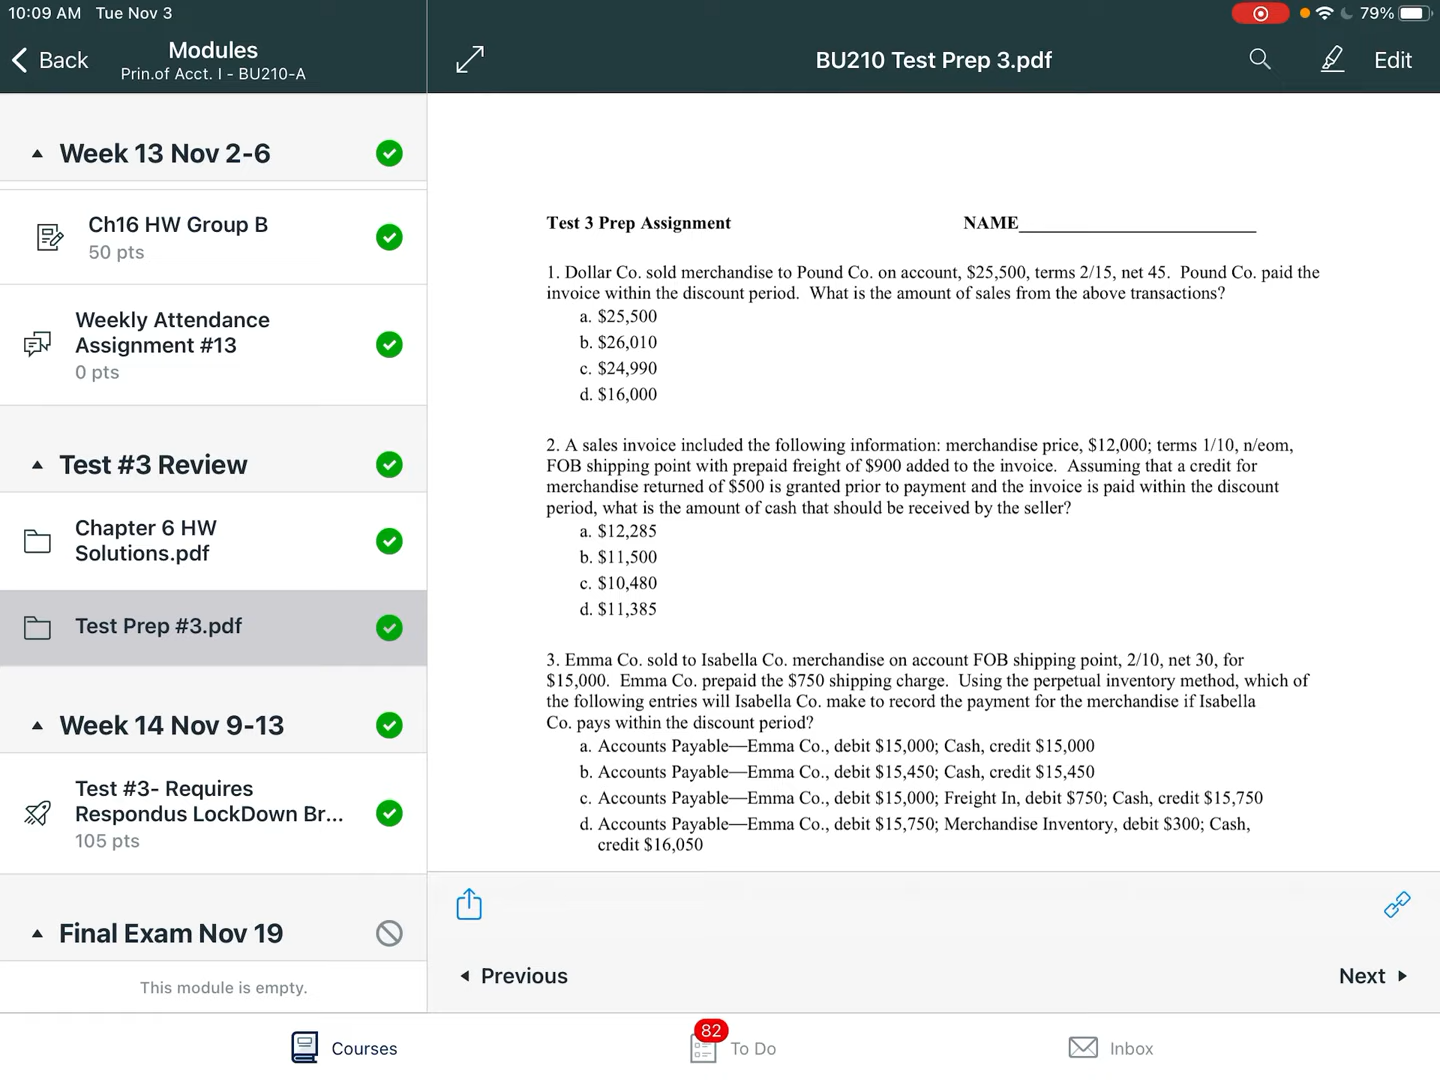 10:09 AM Tue Nov 3
79%
Back
Modules
Prin.of Acct. I - BU210-A
BU210 Test Prep 3.pdf
Edit
Week 13 Nov 2-6
Ch16 HW Group B
50 pts
Weekly Attendance
Assignment #13
0 pts
Test #3 Review
Chapter 6 HW
Solutions.pdf
Test Prep #3.pdf
Week 14 Nov 9-13
Test #3- Requires
Respondus LockDown Br...
105 pts
Final Exam Nov 19
This module is empty.
Test 3 Prep Assignment
NAME
1. Dollar Co. sold merchandise to Pound Co. on account, $25,500, terms 2/15, net 45. Pound Co. paid the
invoice within the discount period. What is the amount of sales from the above transactions?
a. $25,500
b. $26,010
c. $24,990
d. $16,000
2. A sales invoice included the following information: merchandise price, $12,000; terms 1/10, n/eom,
FOB shipping point with prepaid freight of $900 added to the invoice. Assuming that a credit for
merchandise returned of $500 is granted prior to payment and the invoice is paid within the discount
period, what is the amount of cash that should be received by the seller?
a. $12,285
b. $11,500
c. $10,480
d. $11,385
3. Emma Co. sold to Isabella Co. merchandise on account FOB shipping point, 2/10, net 30, for
$15,000. Emma Co. prepaid the $750 shipping charge. Using the perpetual inventory method, which of
the following entries will Isabella Co. make to record the payment for the merchandise if Isabella
Co. pays within the discount period?
a. Accounts Payable—Emma Co., debit $15,000; Cash, credit $15,000
b. Accounts Payable—Emma Co., debit $15,450; Cash, credit $15,450
c. Accounts Payable—Emma Co., debit $15,000; Freight In, debit $750; Cash, credit $15,750
d. Accounts Payable—Emma Co., debit $15,750; Merchandise Inventory, debit $300; Cash,
credit $16,050
Previous
Next
Courses
82
To Do
Inbox